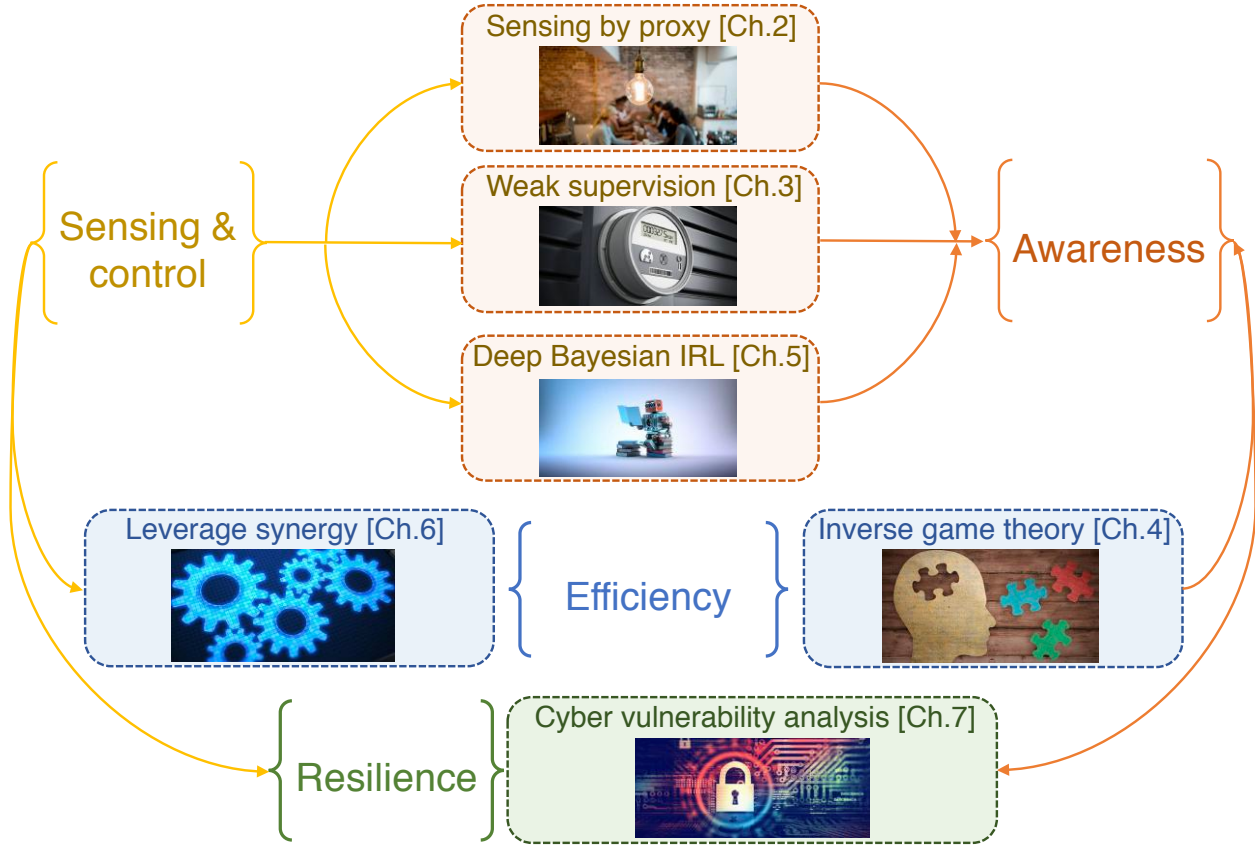 Sensing by proxy [Ch.2]
Weak supervision [Ch.3]
Sensing &
control
Awareness
Deep Bayesian IRL [Ch.5]
Leverage synergy [Ch.6]
Efficiency
Inverse game theory [Ch.4]
Cyber vulnerability analysis [Ch.7]
Resilience